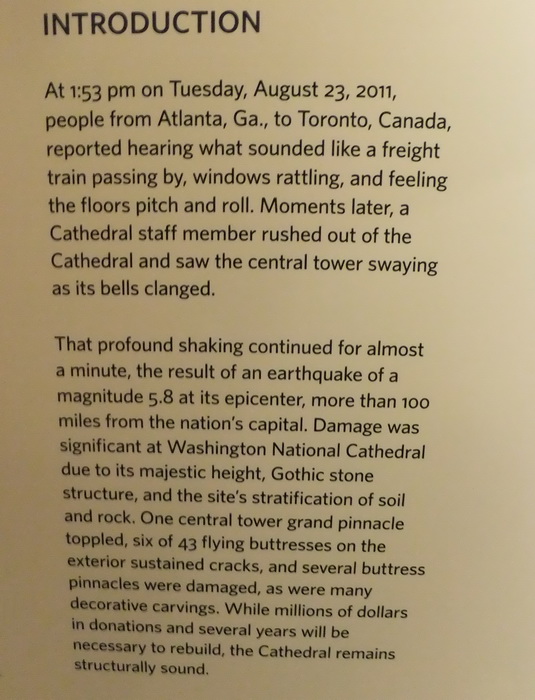 INTRODUCTION
At 1:53 pm on Tuesday, August 23, 2011,
people from Atlanta, Ga., to Toronto, Canada,
reported hearing what sounded like a freight
train passing by, windows rattling, and feeling
the floors pitch and roll. Moments later, a
Cathedral staff member rushed out of the
Cathedral and saw the central tower swaying
as its bells clanged.
That profound shaking continued for almost
a minute, the result of an earthquake of a
magnitude 5.8 at its epicenter, more than 100
miles from the nation's capital. Damage was
significant at Washington National Cathedral
due to its majestic height, Gothic stone
structure, and the site's stratification of soil
and rock. One central tower grand pinnacle
toppled, six of 43 flying buttresses on the
exterior sustained cracks, and several buttress
pinnacles were damaged, as were many
decorative carvings. While millions of dollars
in donations and several years will be
necessary to rebuild, the Cathedral remains
structurally sound.